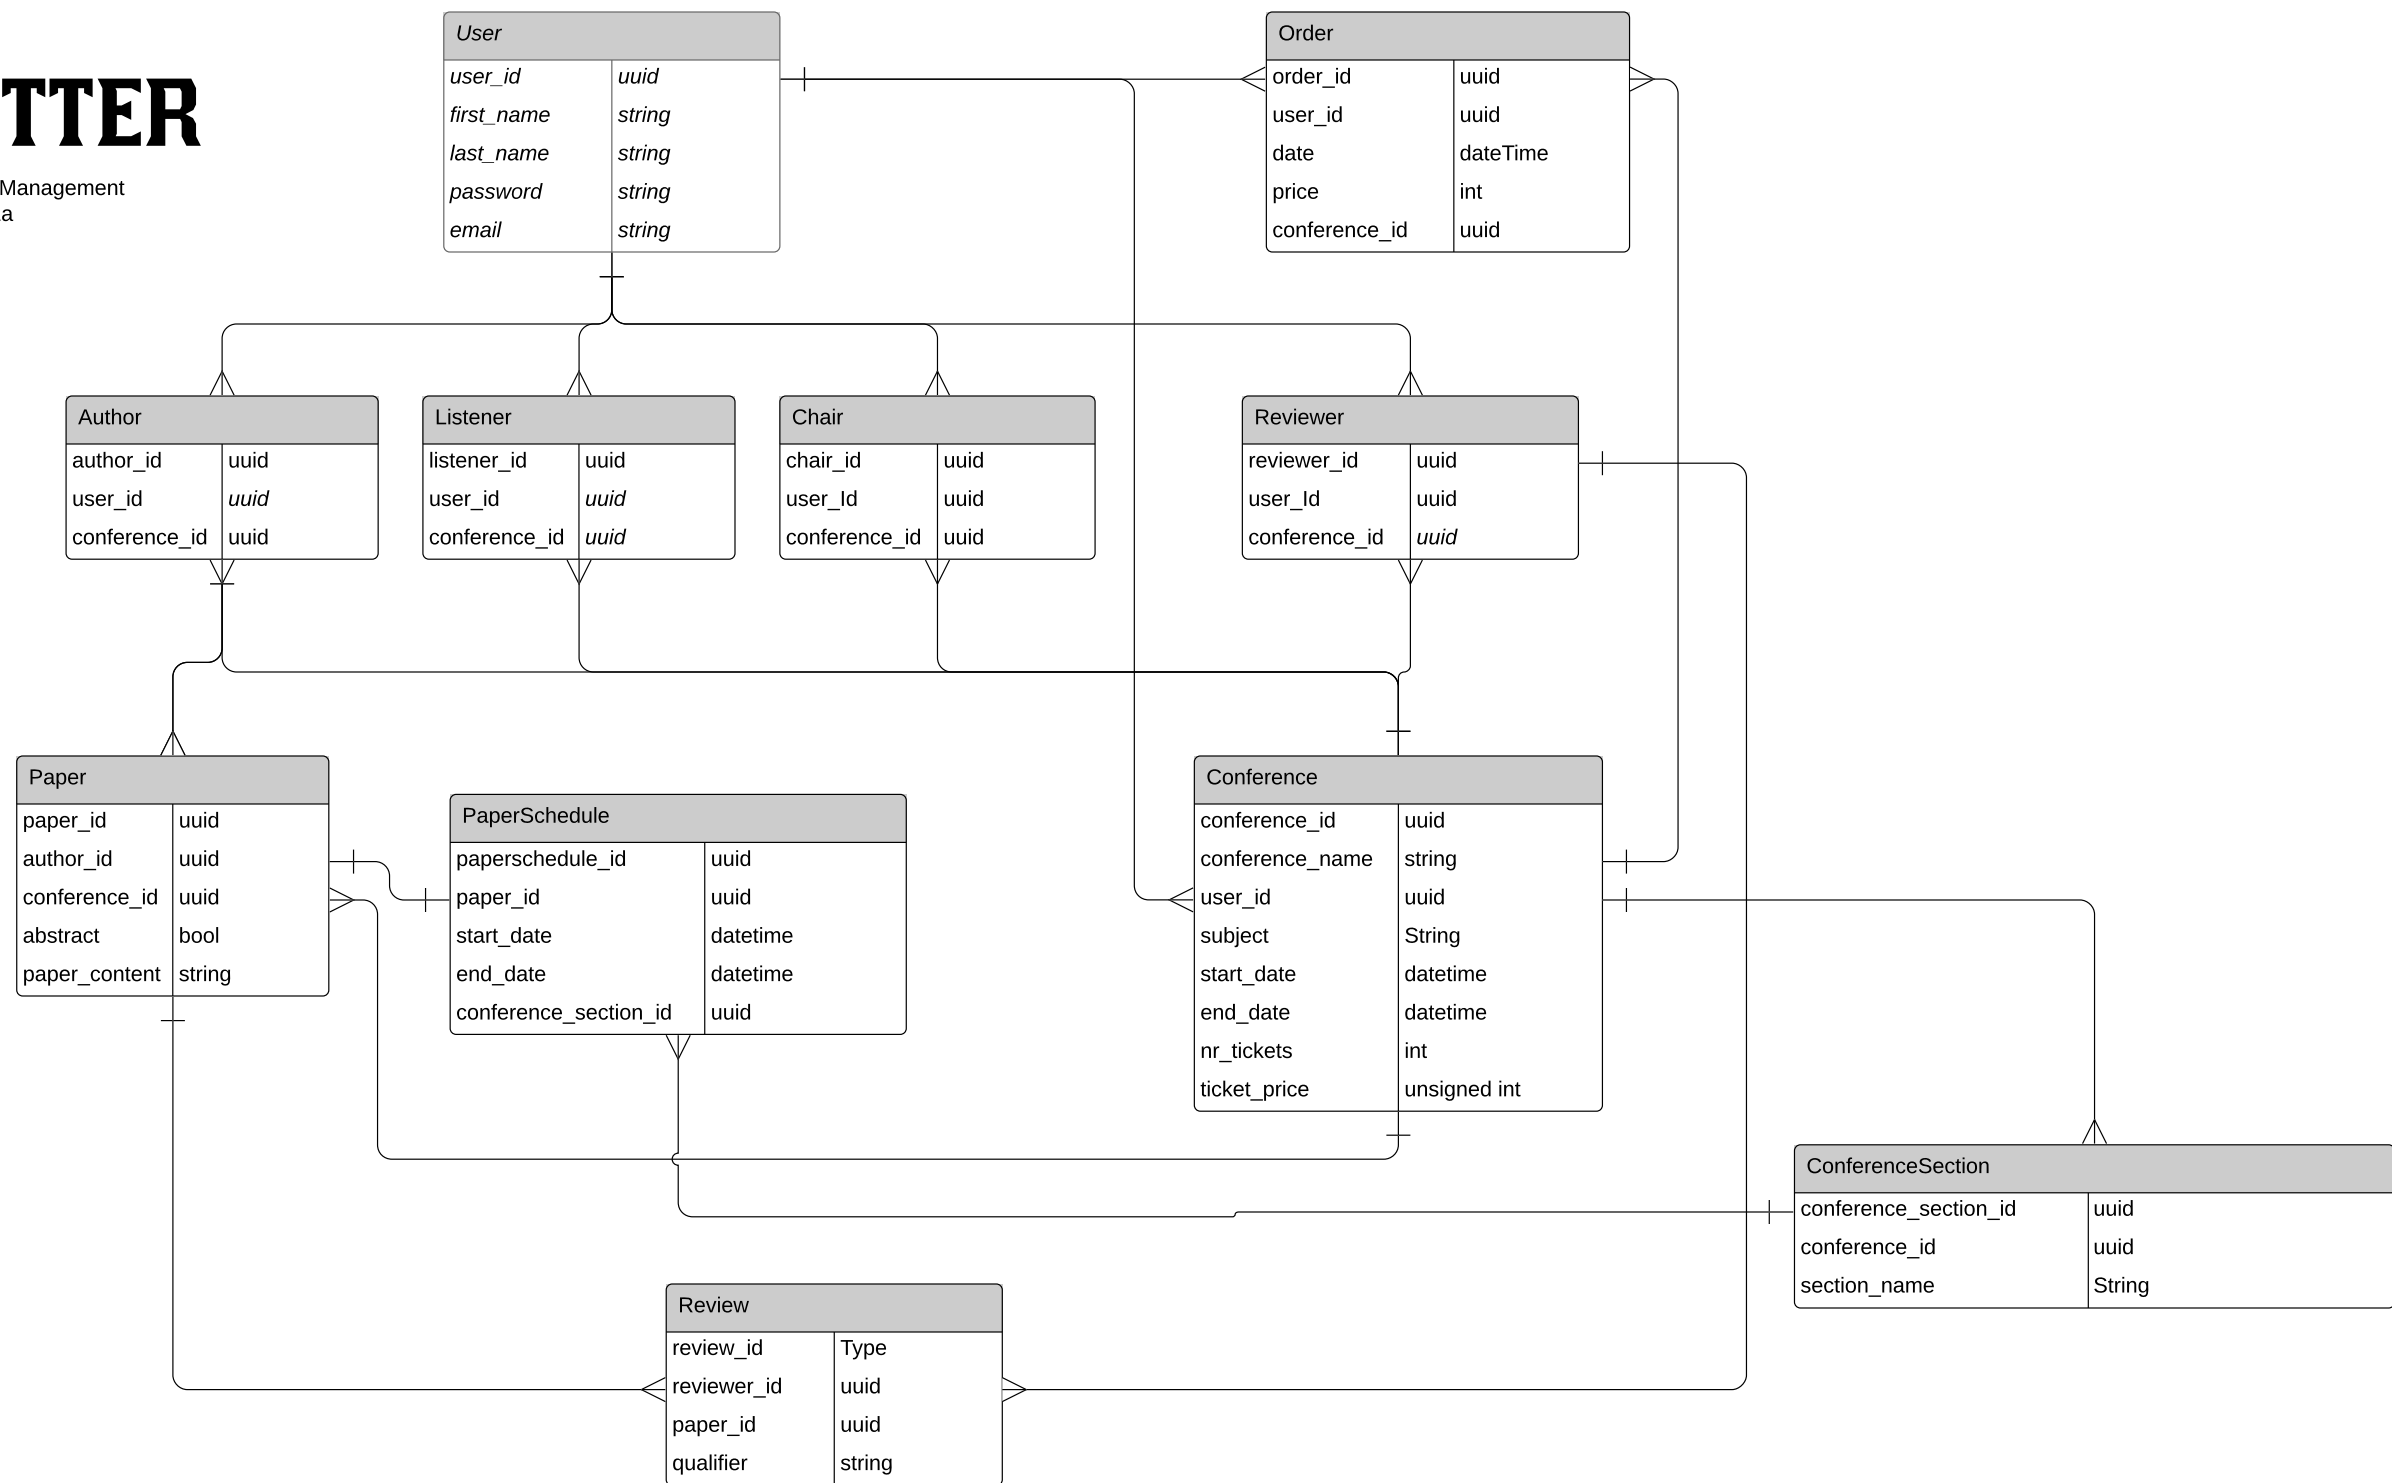 TTER
Management
a
User
user_id uuid
first_name string
last_name string
password string
email string
Order
order_id uuid
user_id uuid
date dateTime
price int
conference_id uuid
Author
author_id uuid
user_id uuid
conference_id uuid
Listener
listener_id uuid
user_id uuid
conference_id uuid
Chair
chair_id uuid
user_Id uuid
conference_id uuid
Reviewer
reviewer_id uuid
user_Id uuid
conference_id uuid
Paper
paper_id uuid
author_id uuid
conference_id uuid
abstract bool
paper_content string
PaperSchedule
paperschedule_id uuid
paper_id uuid
start_date datetime
end_date datetime
conference_section_id uuid
Conference
conference_id uuid
conference_name string
user_id uuid
subject String
start_date datetime
end_date datetime
nr_tickets int
ticket_price unsigned int
ConferenceSection
conference_section_id uuid
conference_id uuid
section_name String
Review
review_id Type
reviewer_id uuid
paper_id uuid
qualifier string